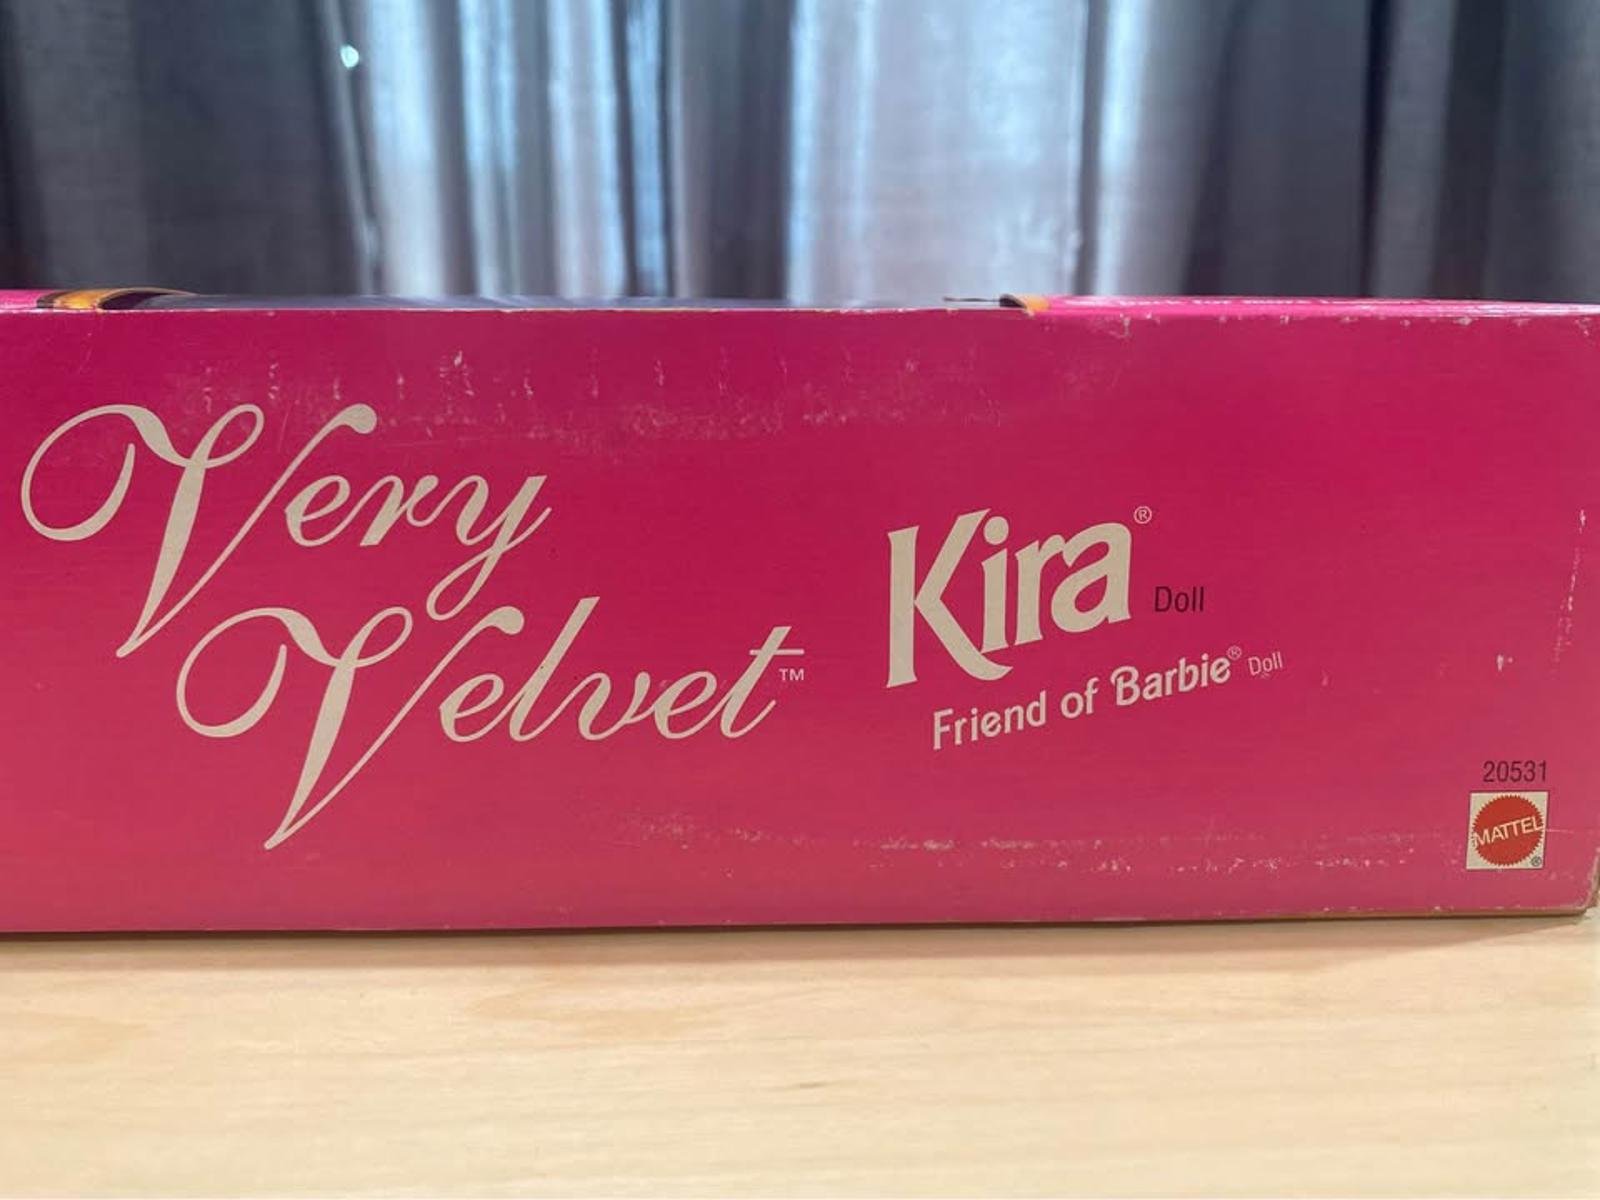 Very
Velvet™
Kira® Doll
Friend of Barbie® Doll
20531
MATTEL
®